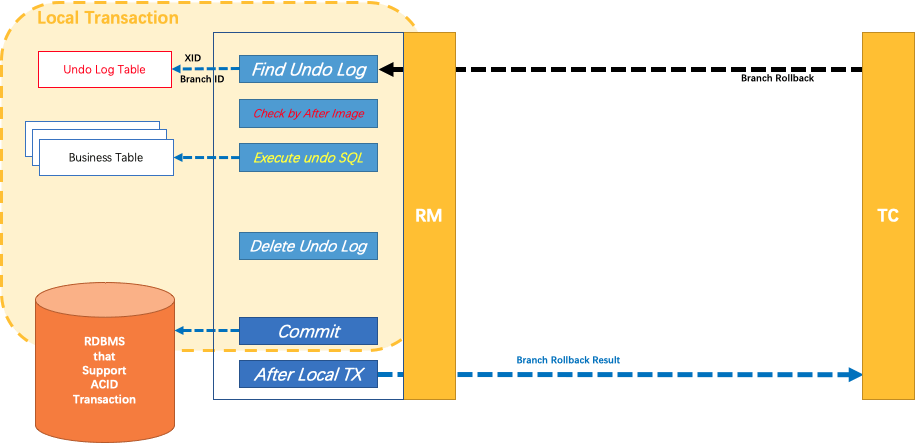 Local Transaction
XID
Undo Log Table
Branch ID
Find Undo Log
Branch Rollback
Check by After Image
Business Table
Execute undo SQL
RM
TC
Delete Undo Log
Commit
RDBMS
that
Support
ACID
Transaction
After Local TX
Branch Rollback Result